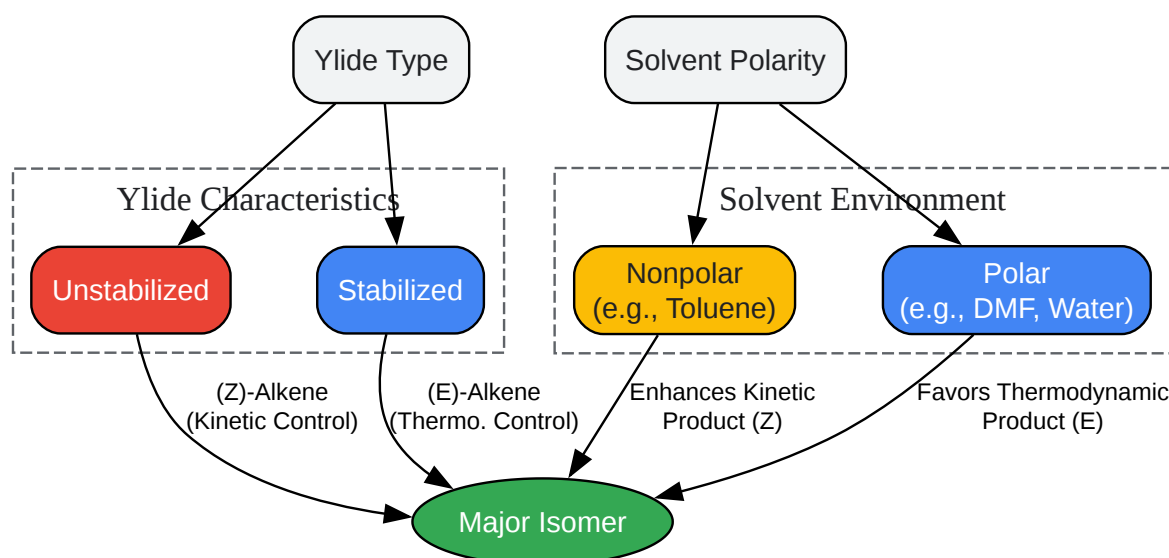 Ylide Type
Solvent Polarity
Ylide Characteristics
Solvent Environment
Unstabilized
Stabilized
Nonpolar
(e.g., Toluene)
Polar
(e.g., DMF, Water)
(Z)-Alkene
(Kinetic Control)
(E)-Alkene
(Thermo. Control)
Enhances Kinetic
Product (Z)
Favors Thermodynamic
Product (E)
Major Isomer